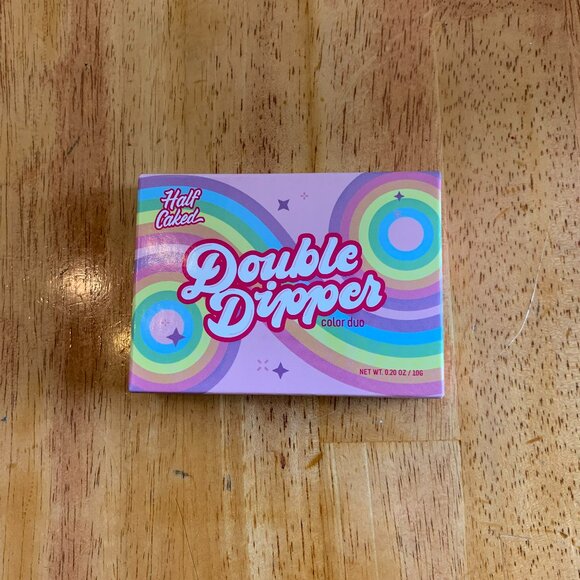 Half
Caked
Double
Dipper
color duo
NET WT. 0.20 OZ / 10G